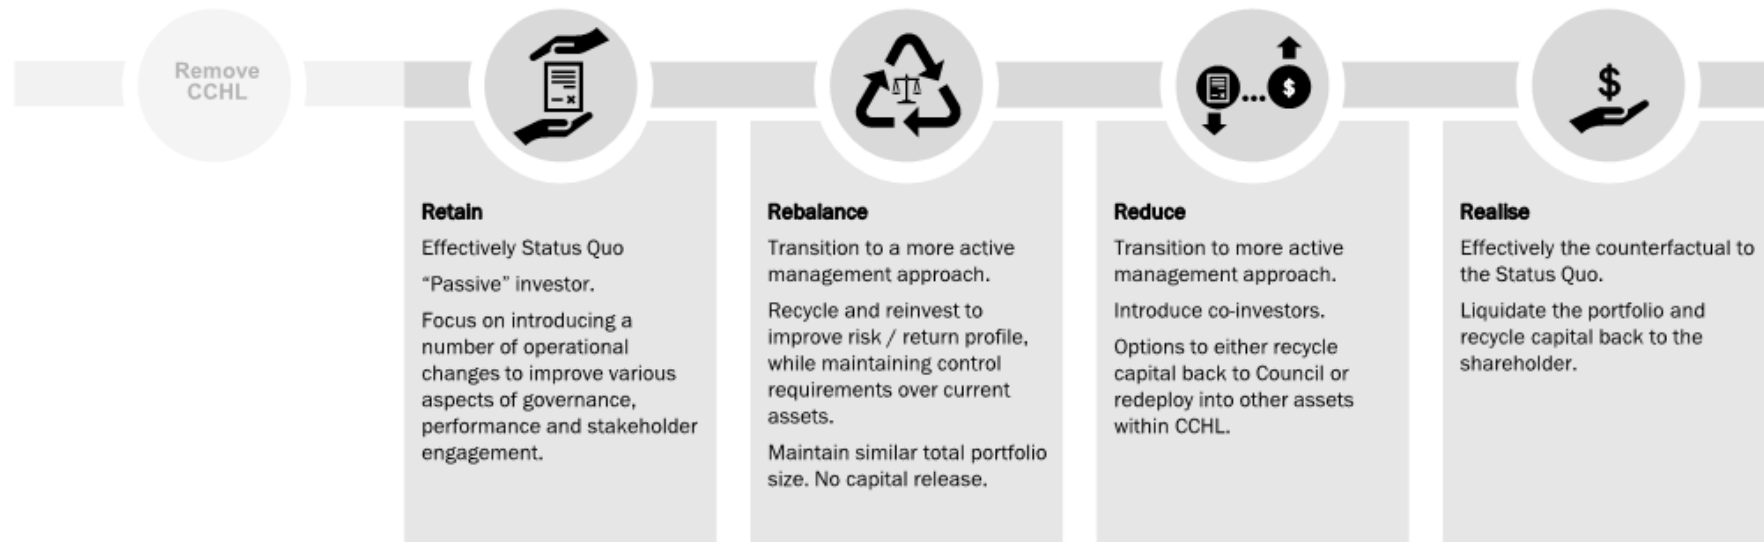 Remove
CCHL
Retain
Effectively Status Quo
“Passive” investor.
Focus on introducing a
number of operational
changes to improve various
aspects of governance,
performance and stakeholder
engagement.
Rebalance
Transition to a more active
management approach.
Recycle and reinvest to
improve risk / return profile,
while maintaining control
requirements over current
assets.
Maintain similar total portfolio
size. No capital release.
$
Reduce
Transition to more active
management approach.
Introduce co-investors.
Options to either recycle
capital back to Council or
redeploy into other assets
within CCHL.
$
Realise
Effectively the counterfactual to
the Status Quo.
Liquidate the portfolio and
recycle capital back to the
shareholder.